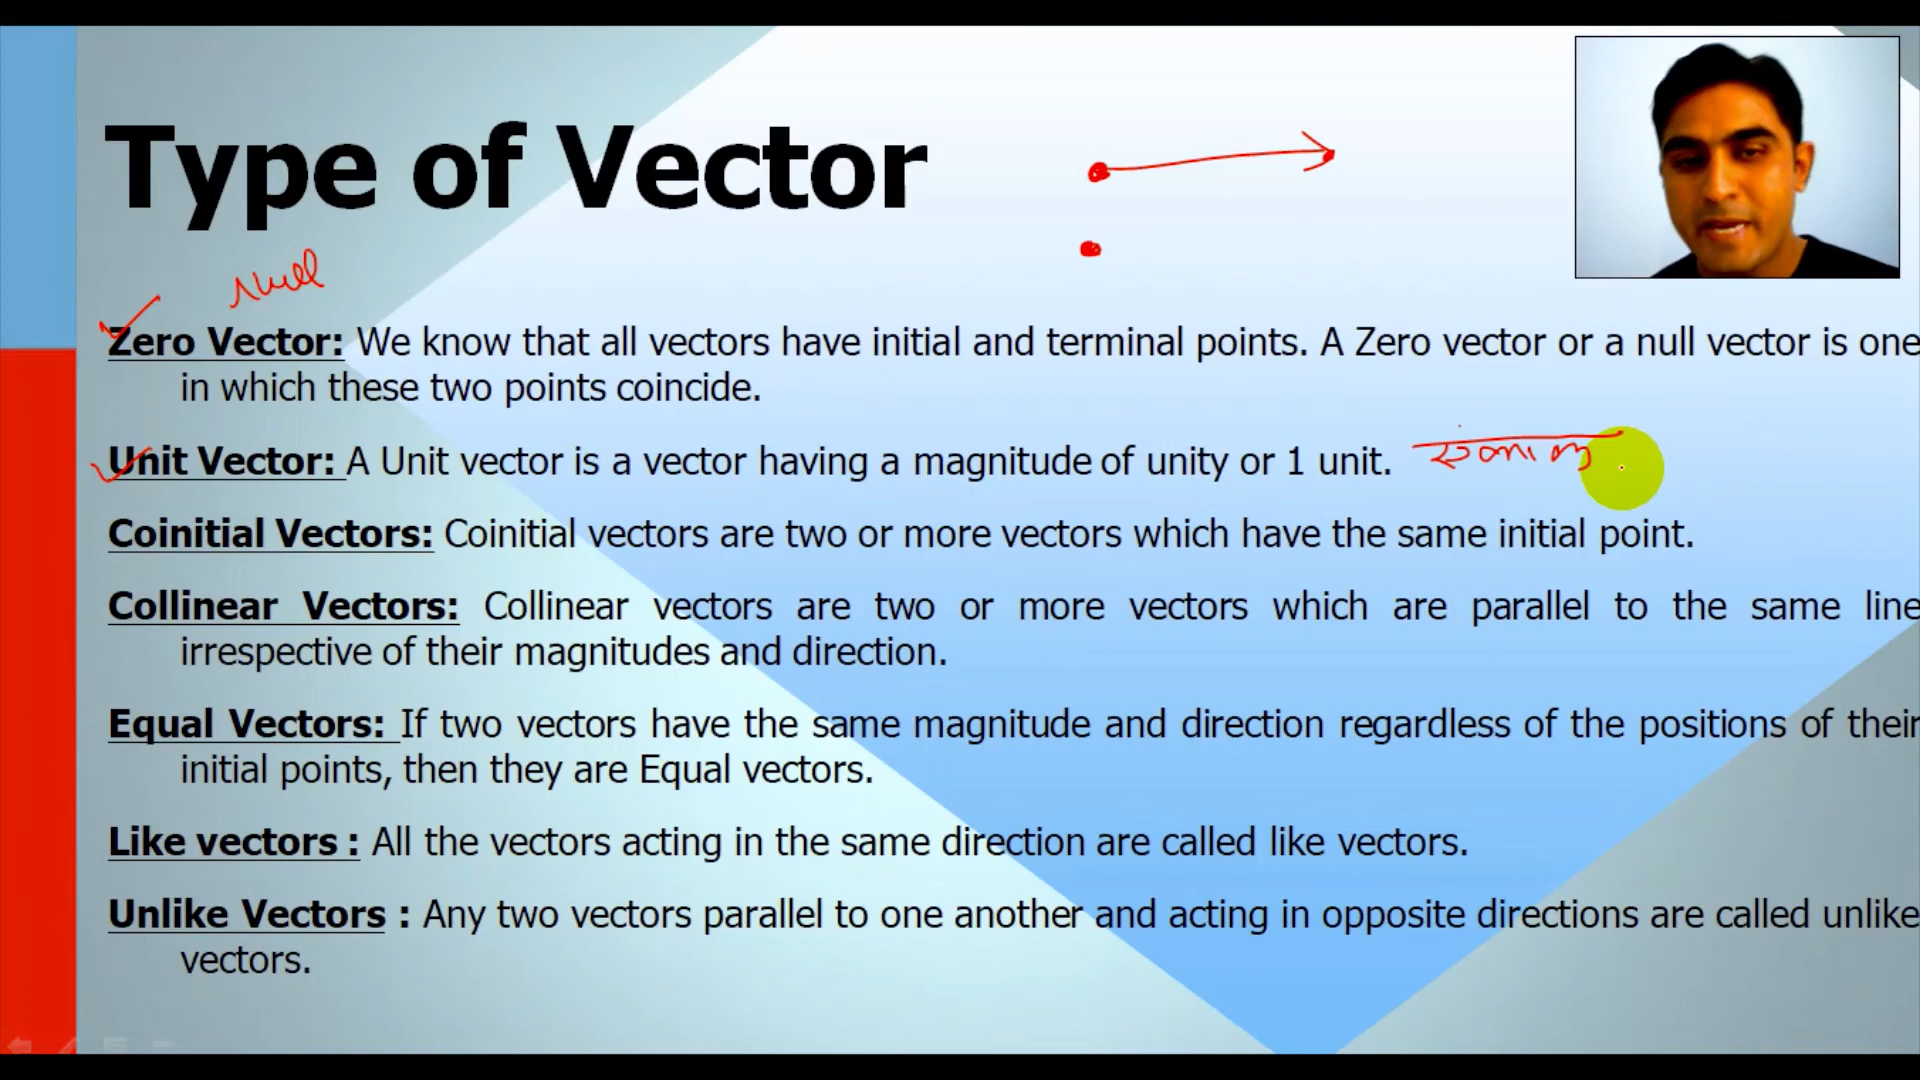 Type of Vector
Null
Zero Vector: We know that all vectors have initial and terminal points. A Zero vector or a null vector is one
in which these two points coincide.
Unit Vector: A Unit vector is a vector having a magnitude of unity or 1 unit.
Coinitial Vectors: Coinitial vectors are two or more vectors which have the same initial point.
Collinear Vectors: Collinear vectors are two or more vectors which are parallel to the same line
irrespective of their magnitudes and direction.
Equal Vectors: If two vectors have the same magnitude and direction regardless of the positions of their
initial points, then they are Equal vectors.
Like vectors : All the vectors acting in the same direction are called like vectors.
Unlike Vectors : Any two vectors parallel to one another and acting in opposite directions are called unlike
vectors.